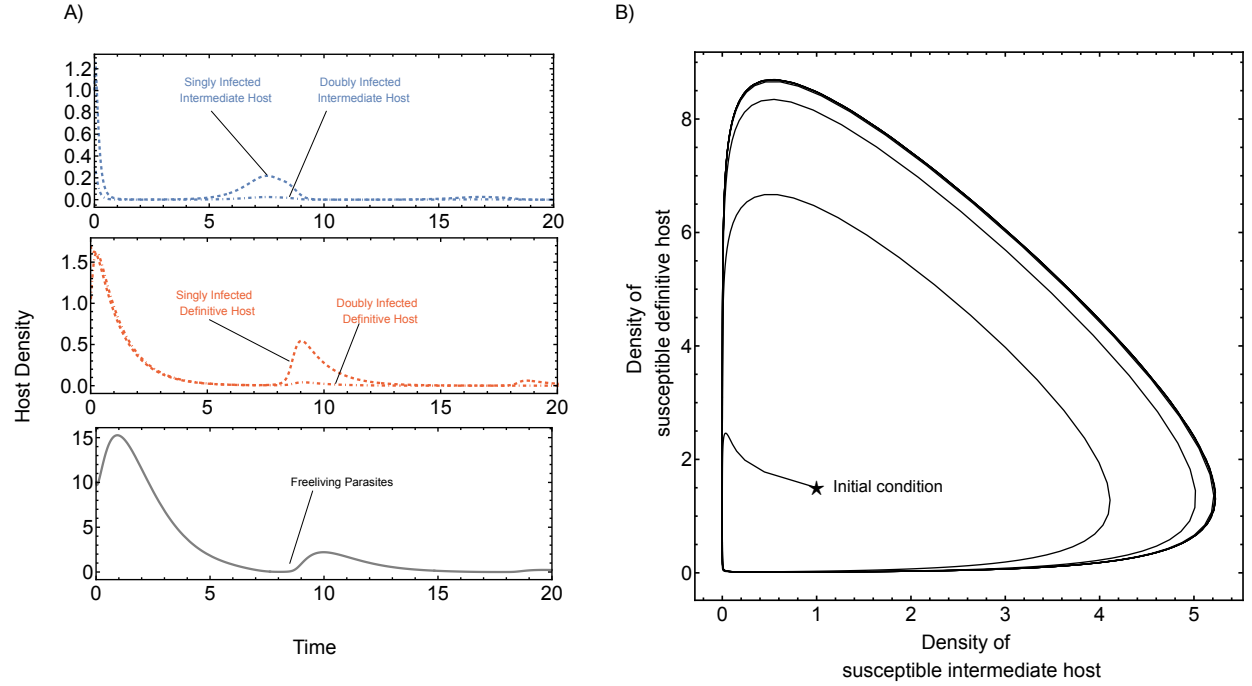 A)
1.2
1.0
0.8
0.6
0.4
0.2
0.0
Singly Infected
Intermediate Host
Doubly Infected
Intermediate Host
0 5 10 15 20
1.5
1.0
0.5
0.0
Singly Infected
Definitive Host
Doubly Infected
Definitive Host
0 5 10 15 20
Host Density
15
10
5
0
Freeliving Parasites
0 5 10 15 20
Time
B)
Density of
susceptible definitive host
8
6
4
2
0
Initial condition
0 1 2 3 4 5
Density of
susceptible intermediate host